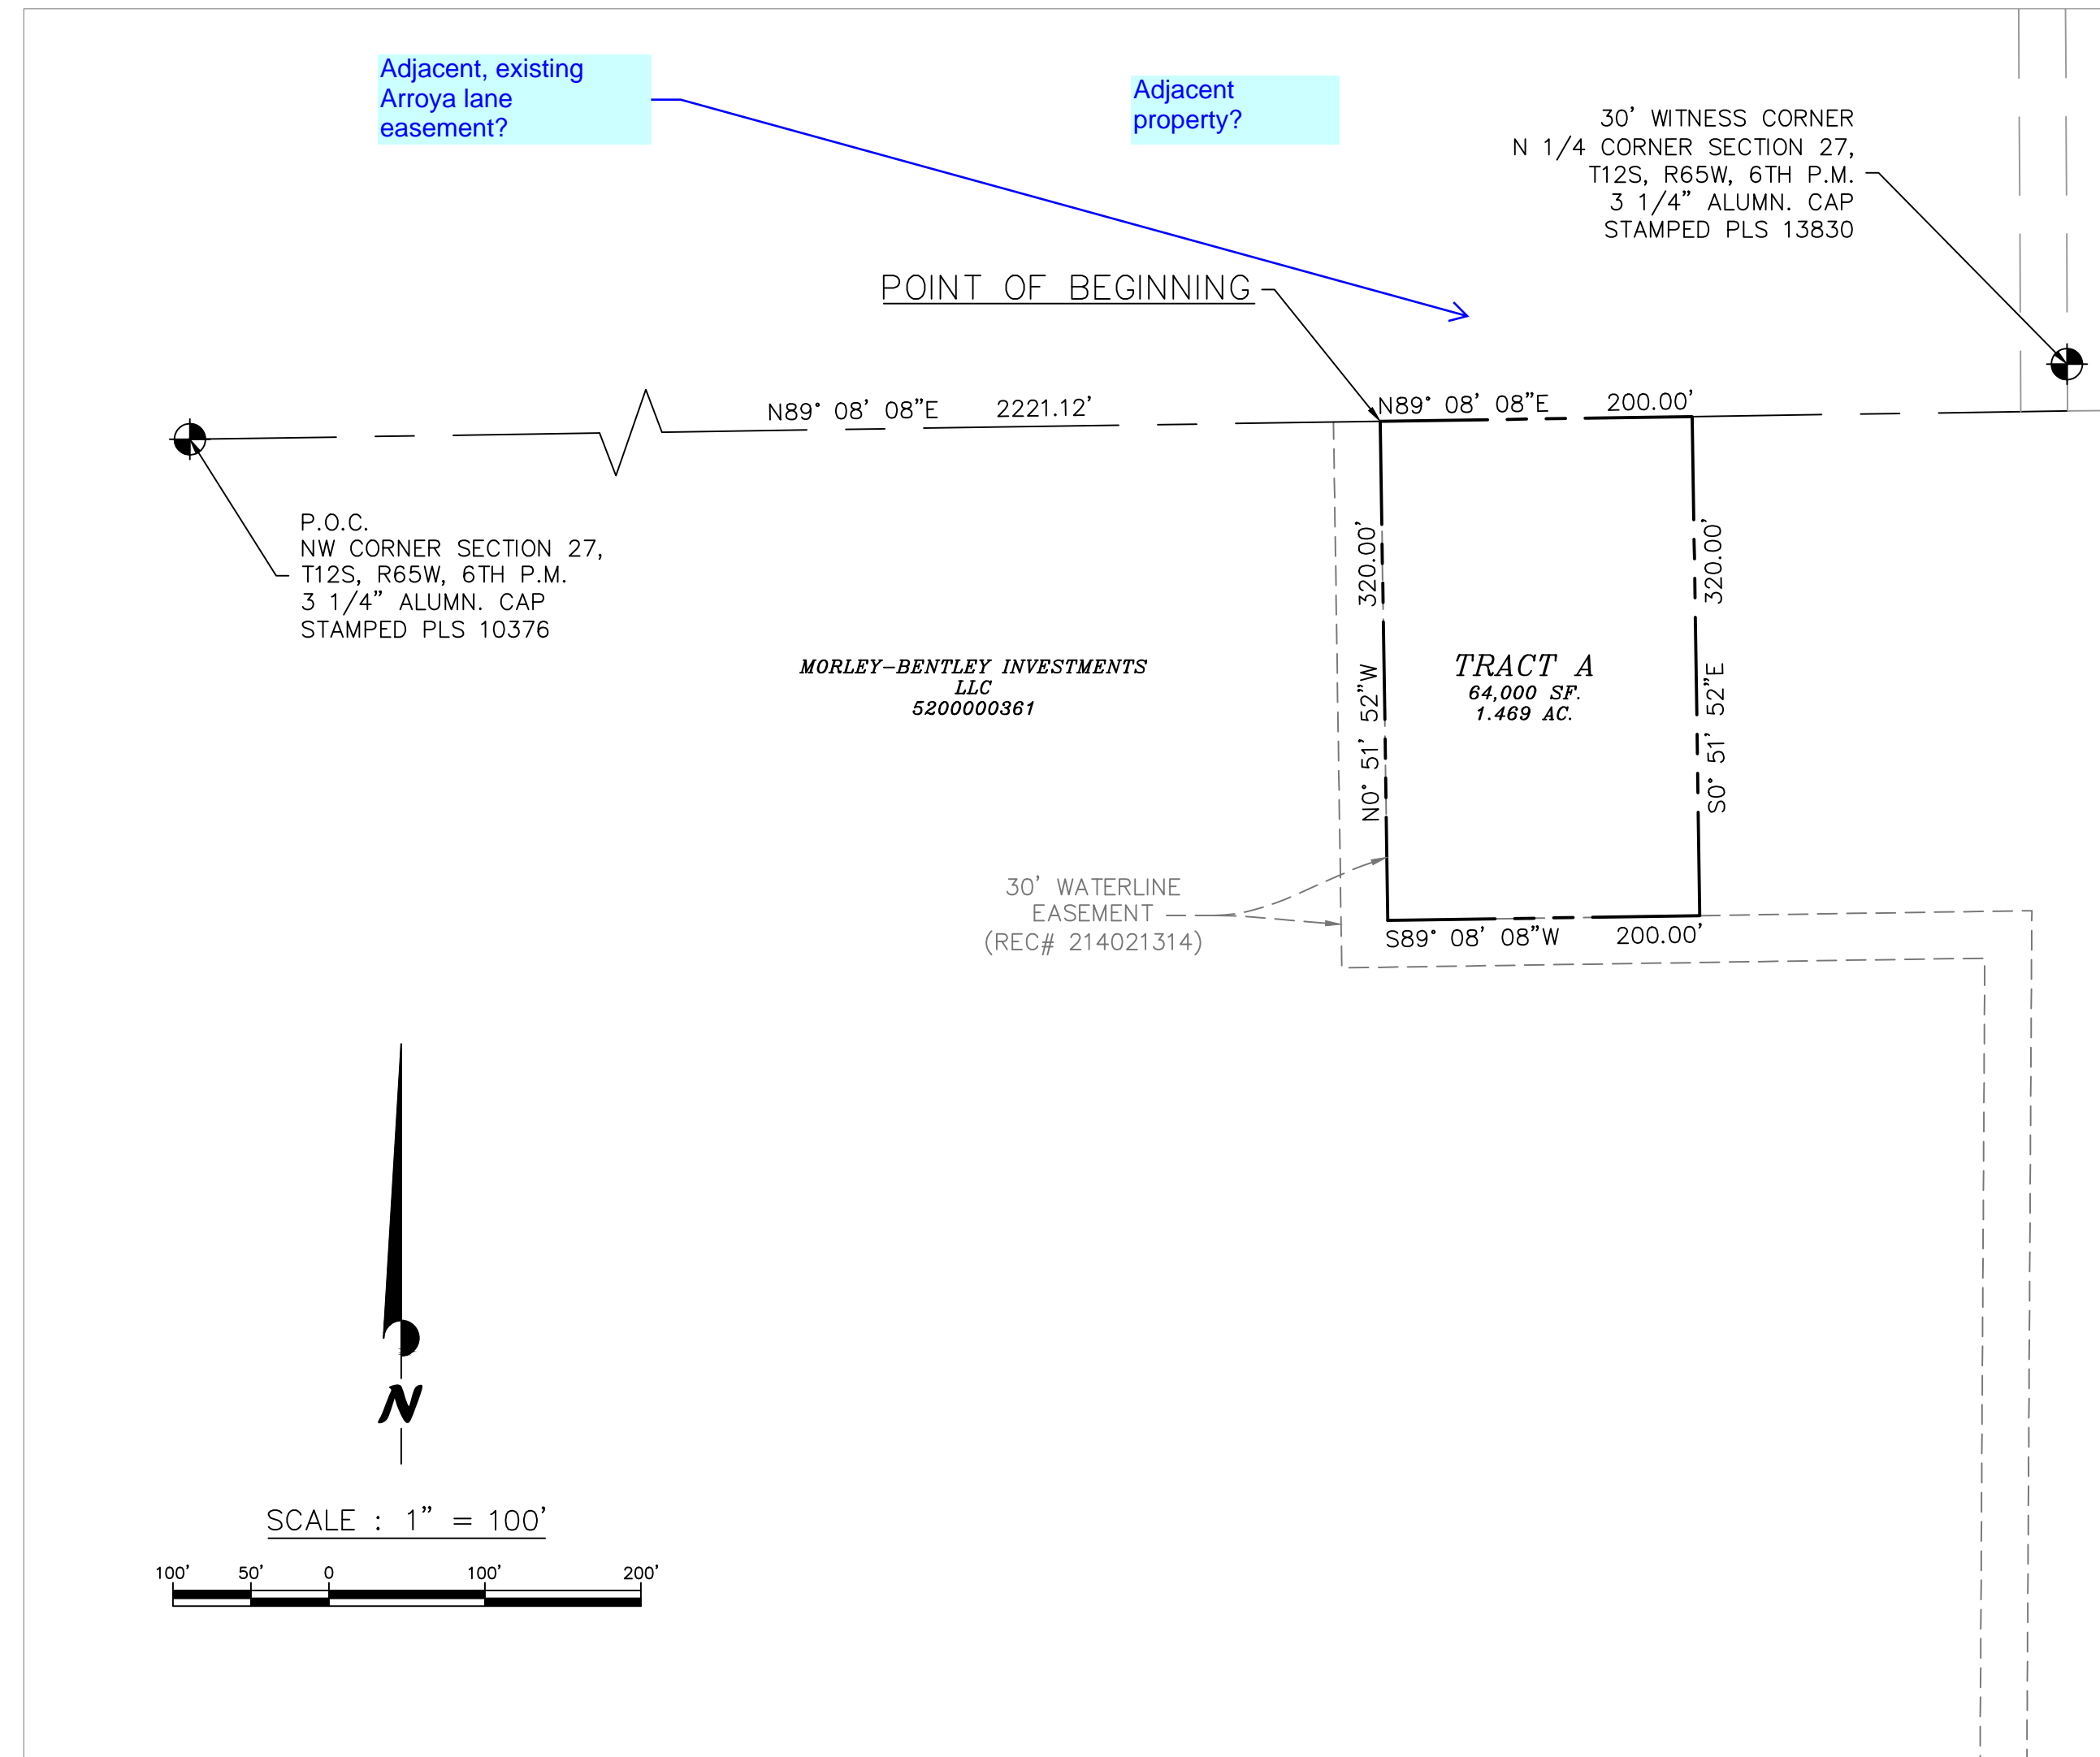 Adjacent, existing
Arroya lane
easement?
Adjacent
property?
30' WITNESS CORNER
N 1/4 CORNER SECTION 27,
T12S, R65W, 6TH P.M.
3 1/4" ALUMN. CAP
STAMPED PLS 13830
POINT OF BEGINNING
N89° 08' 08"E 2221.12'
N89° 08' 08"E 200.00'
P.O.C.
NW CORNER SECTION 27,
T12S, R65W, 6TH P.M.
3 1/4" ALUMN. CAP
STAMPED PLS 10376
MORLEY-BENTLEY INVESTMENTS
LLC
5200000361
N0° 51' 52"W 320.00'
TRACT A
64,000 SF.
1.469 AC.
S0° 51' 52"E 320.00'
30' WATERLINE
EASEMENT
(REC# 214021314)
S89° 08' 08"W 200.00'
N
SCALE : 1" = 100'
100' 50' 0 100' 200'